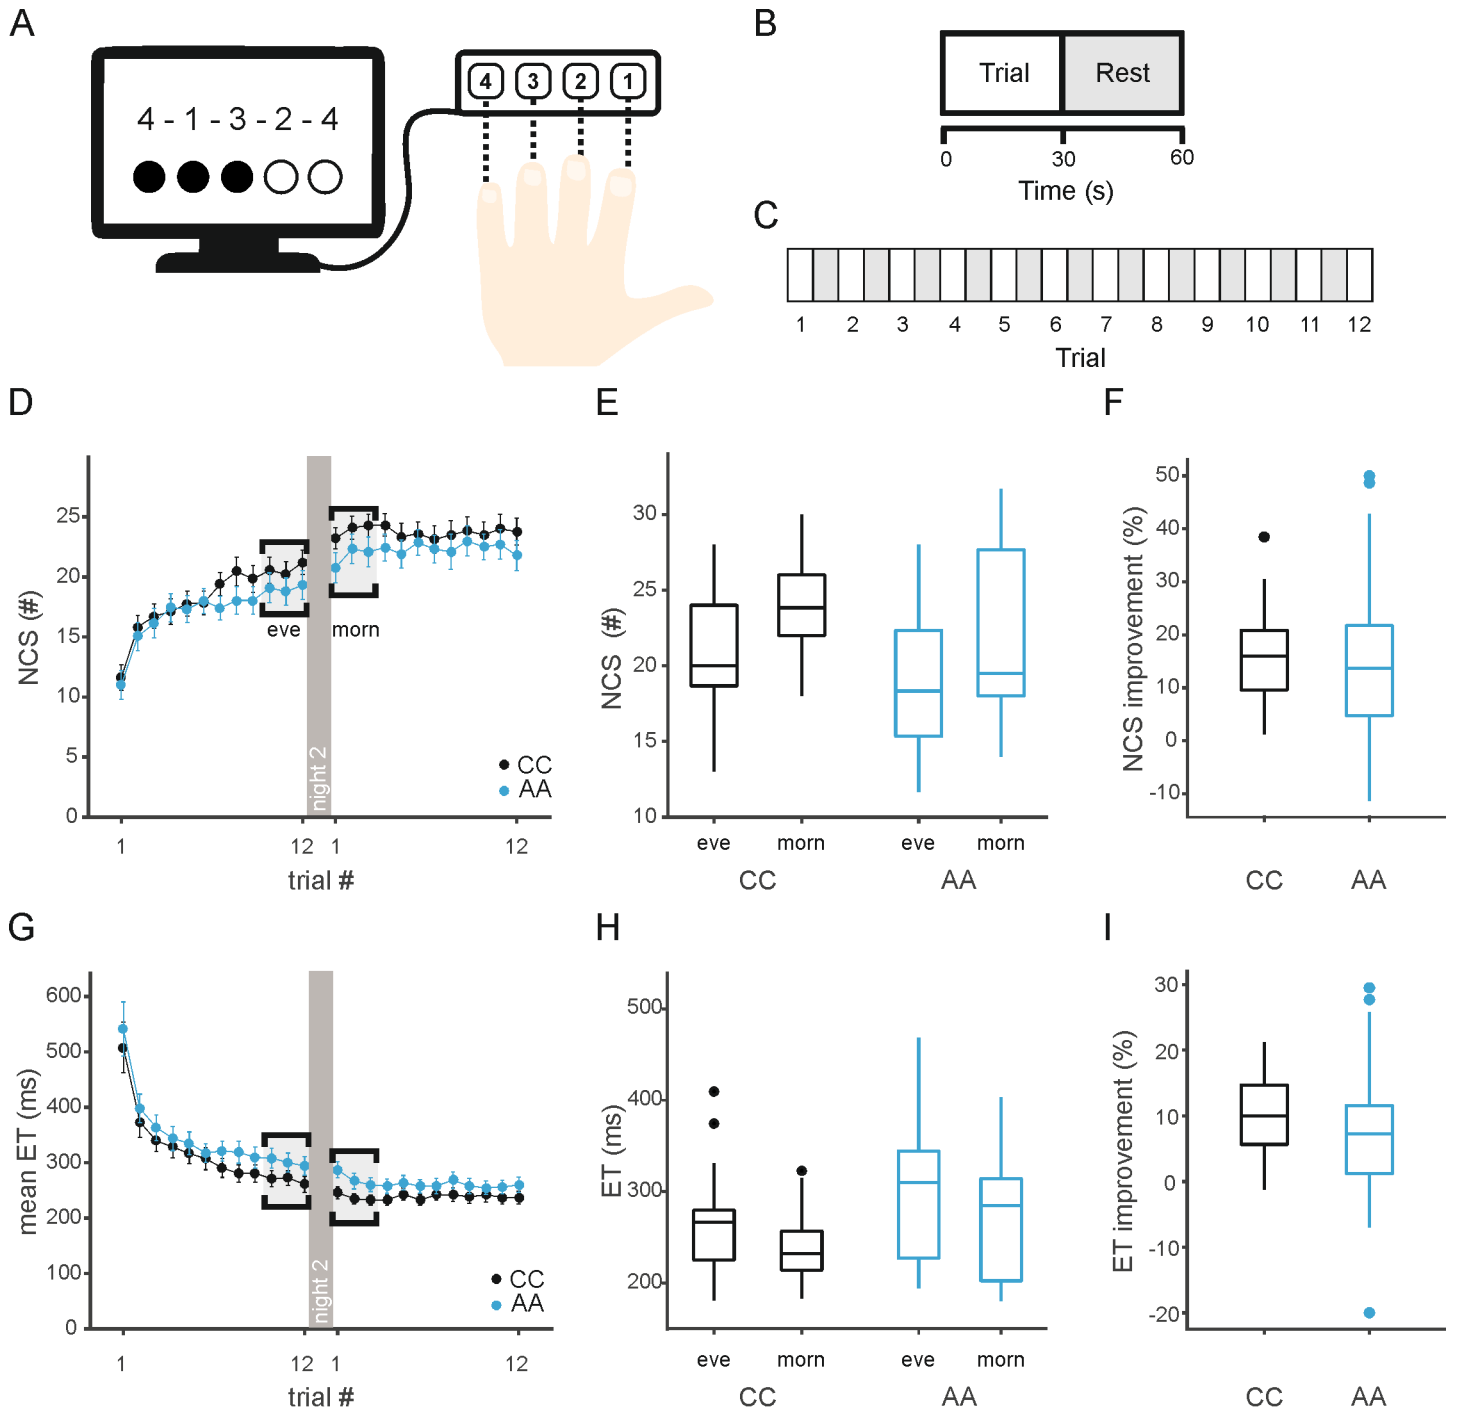 A
4 - 1 - 3 - 2 - 4
4 3 2 1
B
Trial Rest
0 30 60
Time (s)
C
1 2 3 4 5 6 7 8 9 10 11 12
Trial
D
NCS (#)
25
20
15
10
5
0
eve morn
night 2
CC
AA
1 12 1 12
trial #
E
NCS (#)
30
25
20
15
10
eve morn eve morn
CC AA
F
NCS improvement (%)
50
40
30
20
10
0
-10
CC AA
G
mean ET (ms)
600
500
400
300
200
100
0
night 2
CC
AA
1 12 1 12
trial #
H
ET (ms)
500
400
300
200
eve morn eve morn
CC AA
I
ET improvement (%)
30
20
10
0
-10
-20
CC AA